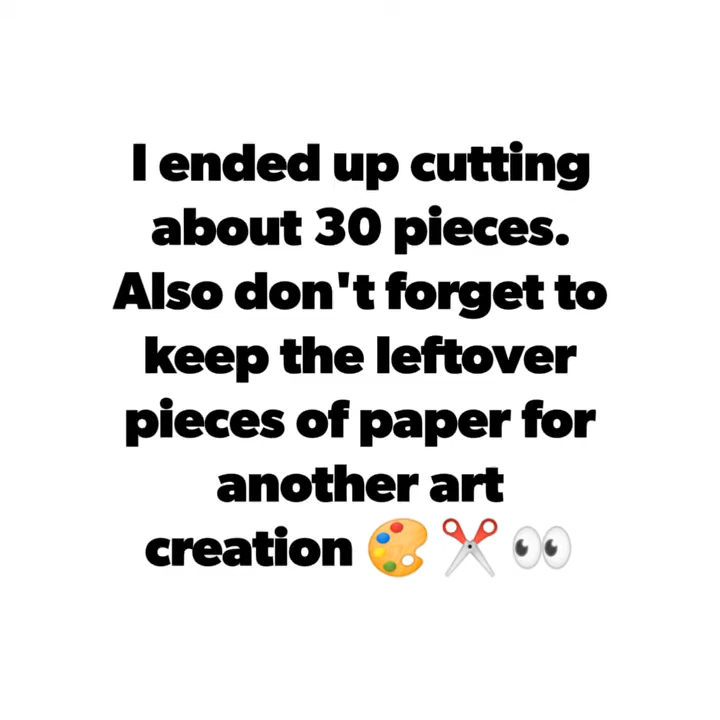 I ended up cutting
about 30 pieces.
Also don't forget to
keep the leftover
pieces of paper for
another art
creation 🎨✂️👀